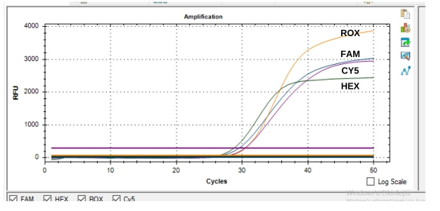 Amplification
4000
3000
2000
1000
0
RFU
ROX
FAM
CY5
HEX
0 10 20 30 40 50
Cycles
Log Scale
FAM HEX ROX Cy5